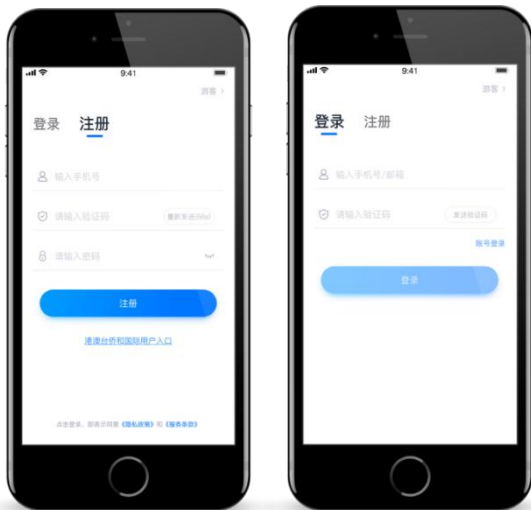 9:41
游客 >
登录 注册
输入手机号
请输入验证码
重新发送(56s)
请输入密码
注册
港澳台侨和国际用户入口
点击登录，即表示同意《隐私政策》和《服务条款》
9:41
游客 >
登录 注册
输入手机号/邮箱
请输入验证码
发送验证码
账号登录
登录